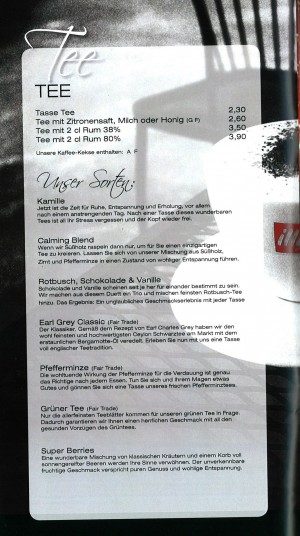 Tee
TEE
Tasse Tee 2,30
Tee mit Zitronensaft, Milch oder Honig (G F) 2,60
Tee mit 2 cl Rum 38% 3,50
Tee mit 2 cl Rum 80% 3,90
Unsere Kaffee-Kekse enthalten: A F
Unser Sorten:
Kamille
Jetzt ist die Zeit für Ruhe, Entspannung und Erholung, vor allem
nach einem anstrengenden Tag. Nach einer Tasse dieses wunderbaren
Tees ist all Ihr Stress vergessen und der Kopf wieder frei.
Calming Blend
Wenn wir Süßholz raspeln dann nur, um für Sie einen einzigartigen
Tee zu kreieren. Lassen Sie sich von unserer Mischung aus Süßholz,
Zimt und Pfefferminze in einen Zustand von wohliger Entspannung führen.
Rotbusch, Schokolade & Vanille
Schokolade und Vanille scheinen seit je her für einander bestimmt zu sein.
Wir machen aus diesem Duett ein Trio und mischen feinsten Rotbusch-Tee
hinzu. Das Ergebnis: Ein unglaubliches Geschmackserlebnis mit jeder Tasse
Earl Grey Classic (Fair Trade)
Der Klassiker. Gemäß dem Rezept von Earl Charles Grey haben wir den
wohl feinsten und hochwertigsten Ceylon Schwarztee am Markt mit dem
erstaunlichen Bergamotte-Öl veredelt. Erleben Sie nun mit uns eine Tasse
voll englischer Teetradition.
Pfefferminze (Fair Trade)
Die wohltuende Wirkung der Pfefferminze für die Verdauung ist genau
das Richtige nach jedem Essen. Tun Sie sich und Ihrem Magen etwas
Gutes und gönnen Sie sich eine Tasse unseres frischen Pfefferminztees.
Grüner Tee (Fair Trade)
Nur die allerfeinsten Teeblätter kommen für unseren grünen Tee in Frage.
Dadurch garantieren wir Ihnen einen herrlichen Geschmack mit all den
gesunden Vorzügen des Grüntees.
Super Berries
Eine wunderbare Mischung von klassischen Kräutern und einem Korb voll
sonnengereifter Beeren werden Ihre Sinne verwöhnen. Der unverkennbare
fruchtige Geschmack verspricht puren Genuss und wohlige Entspannung.